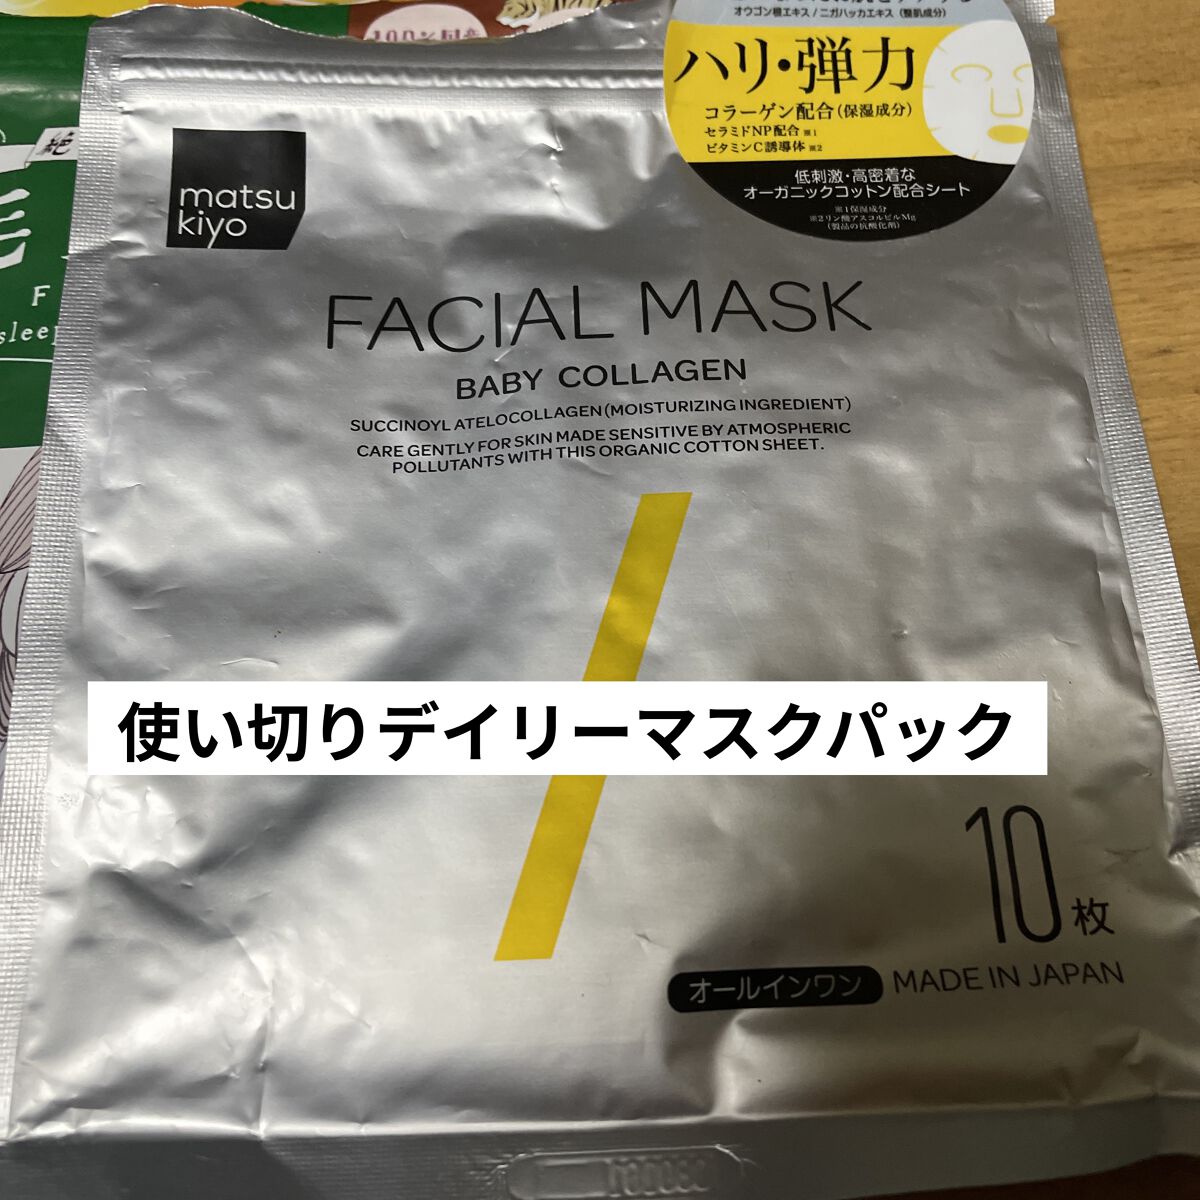 100%国産
絶
オウゴン根エキス/ニガハッカエキス(整肌成分)
ハリ・弾力
コラーゲン配合(保湿成分)
セラミドNP配合 ※1
ビタミンC誘導体 ※2
低刺激・高密着な
オーガニックコットン配合シート
※1保湿成分
※2リン酸アスコルビルMg
(製品の抗酸化剤)
matsu
kiyo
F
sleep
FACIAL MASK
BABY COLLAGEN
SUCCINOYL ATELOCOLLAGEN(MOISTURIZING INGREDIENT)
CARE GENTLY FOR SKIN MADE SENSITIVE BY ATMOSPHERIC
POLLUTANTS WITH THIS ORGANIC COTTON SHEET.
使い切りデイリーマスクパック
10枚
オールインワン MADE IN JAPAN